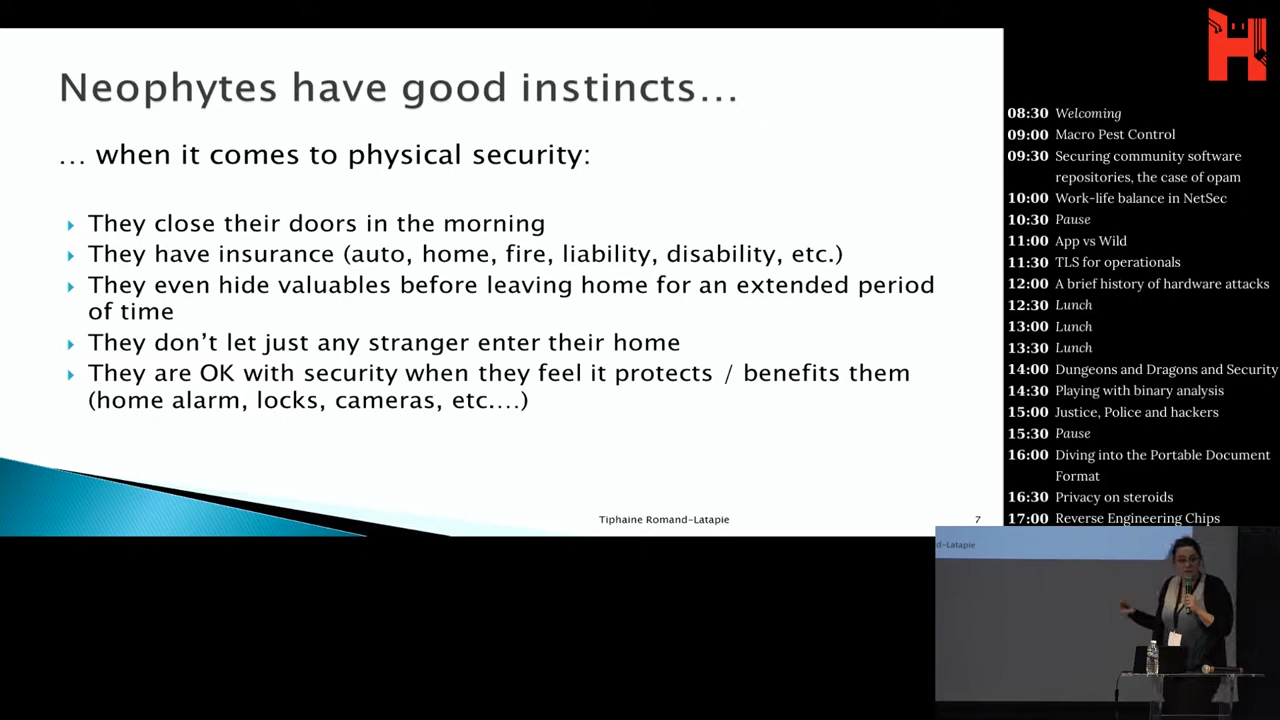 Neophytes have good instincts…
… when it comes to physical security:
They close their doors in the morning
They have insurance (auto, home, fire, liability, disability, etc.)
They even hide valuables before leaving home for an extended period
of time
They don’t let just any stranger enter their home
They are OK with security when they feel it protects / benefits them
(home alarm, locks, cameras, etc….)
Tiphaine Romand-Latapie
7
H
08:30 Welcoming
09:00 Macro Pest Control
09:30 Securing community software
repositories, the case of opam
10:00 Work-life balance in NetSec
10:30 Pause
11:00 App vs Wild
11:30 TLS for operationals
12:00 A brief history of hardware attacks
12:30 Lunch
13:00 Lunch
13:30 Lunch
14:00 Dungeons and Dragons and Security
14:30 Playing with binary analysis
15:00 Justice, Police and hackers
15:30 Pause
16:00 Diving into the Portable Document
Format
16:30 Privacy on steroids
17:00 Reverse Engineering Chips
d-Latapie